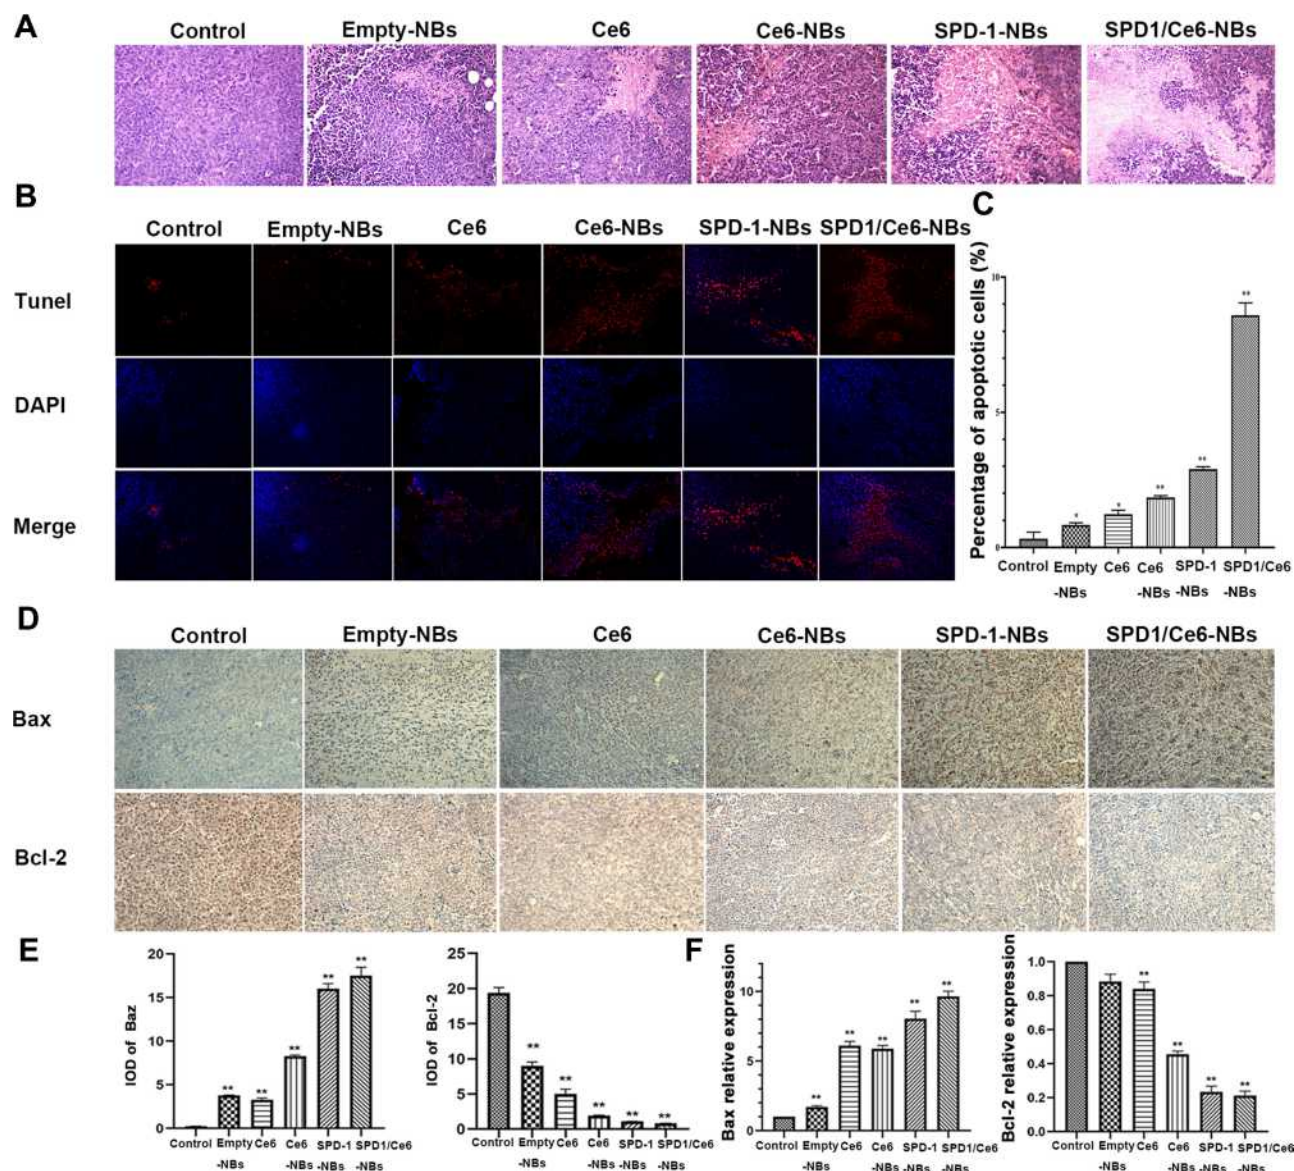 A
Control Empty-NBs Ce6 Ce6-NBs SPD-1-NBs SPD1/Ce6-NBs
B
Control Empty-NBs Ce6 Ce6-NBs SPD-1-NBs SPD1/Ce6-NBs
Tunel
DAPI
Merge
C
Percentage of apoptotic cells (%)
10
5
0
* * ** ** **
Control Empty Ce6 Ce6 SPD-1 SPD1/Ce6
-NBs -NBs -NBs -NBs
D
Control Empty-NBs Ce6 Ce6-NBs SPD-1-NBs SPD1/Ce6-NBs
Bax
Bcl-2
E
IOD of Baz
20
15
10
5
0
** ** ** ** **
Control Empty Ce6 Ce6 SPD-1 SPD1/Ce6
-NBs -NBs -NBs -NBs
IOD of Bcl-2
25
20
15
10
5
0
** ** ** ** **
Control Empty Ce6 Ce6 SPD-1 SPD1/Ce6
-NBs -NBs -NBs -NBs
F
Bax relative expression
10
5
0
** ** ** ** **
Control Empty Ce6 Ce6 SPD-1 SPD1/Ce6
-NBs -NBs -NBs -NBs
Bcl-2 relative expression
1.0
0.8
0.6
0.4
0.2
0.0
** ** ** **
Control Empty Ce6 Ce6 SPD-1 SPD1/Ce6
-NBs -NBs -NBs -NBs